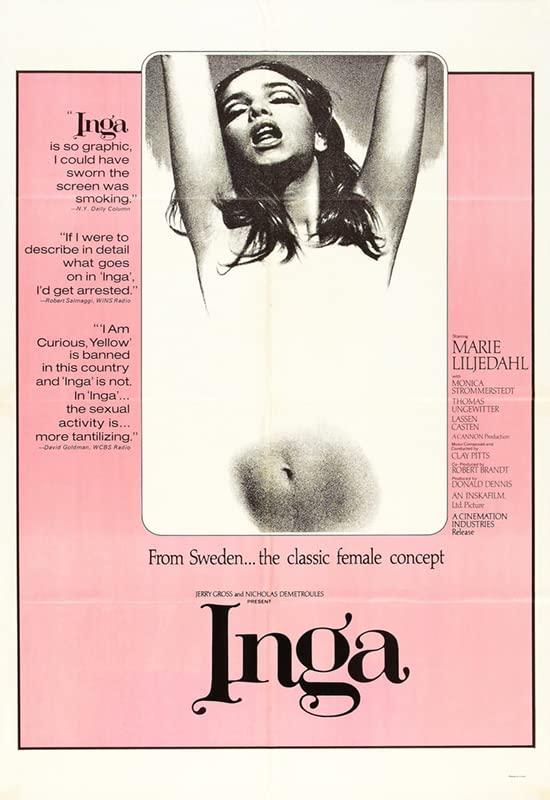 "Inga
is so graphic,
I could have
sworn the
screen was
smoking."
—N.Y. Daily Column
"If I were to
describe in detail
what goes
on in 'Inga',
I'd get arrested."
—Robert Salmaggi, WINS Radio
"'I Am
Curious, Yellow'
is banned
in this country
and 'Inga' is not.
In 'Inga'...
the sexual
activity is...
more tantilizing."
—David Goldman, WCBS Radio
Starring
MARIE
LILJEDAHL
with
MONICA
STROMMERSTEDT
THOMAS
UNGEWITTER
LASSEN
CASTEN
A CANNON Production
Music Composed and
Conducted by
CLAY PITTS
Co-Produced by
ROBERT BRANDT
Produced by
DONALD DENNIS
AN INSKAFILM,
Ltd. Picture
A CINEMATION
INDUSTRIES
Release
From Sweden...the classic female concept
JERRY GROSS and NICHOLAS DEMETROULES
PRESENT
Inga